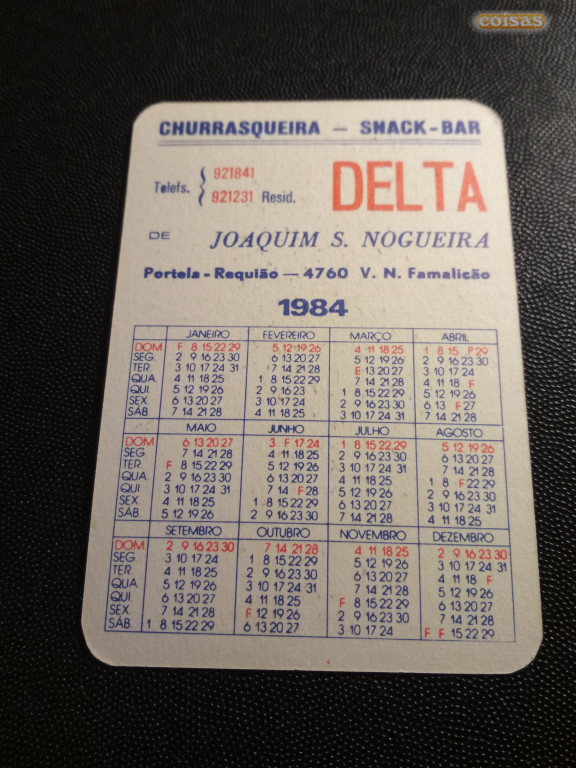 coisas
CHURRASQUEIRA — SNACK-BAR
Telefs. { 921841
921231 Resid.
DELTA
DE JOAQUIM S. NOGUEIRA
Portela - Requião — 4760 V. N. Famalicão
1984
JANEIRO FEVEREIRO MARÇO ABRIL
DOM F 8 15 22 29 5 12 19 26 4 11 18 25 1 8 15 P 29
SEG. 2 9 16 23 30 6 13 20 27 5 12 19 26 2 9 16 23 30
TER. 3 10 17 24 31 7 14 21 28 E 13 20 27 3 10 17 24
QUA. 4 11 18 25 1 8 15 22 29 7 14 21 28 4 11 18 F
QUI. 5 12 19 26 2 9 16 23 1 8 15 22 29 5 12 19 26
SEX. 6 13 20 27 3 10 17 24 2 9 16 23 30 6 13 F 27
SÁB. 7 14 21 28 4 11 18 25 3 10 17 24 31 7 14 21 28
MAIO JUNHO JULHO AGOSTO
DOM 6 13 20 27 3 F 17 24 1 8 15 22 29 5 12 19 26
SEG 7 14 21 28 4 11 18 25 2 9 16 23 30 6 13 20 27
TER. F 8 15 22 29 5 12 19 26 3 10 17 24 31 7 14 21 28
QUA. 2 9 16 23 30 6 13 20 27 4 11 18 25 1 8 F 22 29
QUI. 3 10 17 24 31 7 14 F 28 5 12 19 26 2 9 16 23 30
SEX. 4 11 18 25 1 8 15 22 29 6 13 20 27 3 10 17 24 31
SÁB. 5 12 19 26 2 9 16 23 30 7 14 21 28 4 11 18 25
SETEMBRO OUTUBRO NOVEMBRO DEZEMBRO
DOM 2 9 16 23 30 7 14 21 28 4 11 18 25 2 9 16 23 30
SEG. 3 10 17 24 1 8 15 22 29 5 12 19 26 3 10 17 24 31
TER. 4 11 18 25 2 9 16 23 30 6 13 20 27 4 11 18 F
QUA. 5 12 19 26 3 10 17 24 31 7 14 21 28 5 12 19 26
QUI. 6 13 20 27 4 11 18 25 F 8 15 22 29 6 13 20 27
SEX. 7 14 21 28 F 12 19 26 2 9 16 23 30 7 14 21 28
SÁB. 1 8 15 22 29 6 13 20 27 3 10 17 24 F F 15 22 29